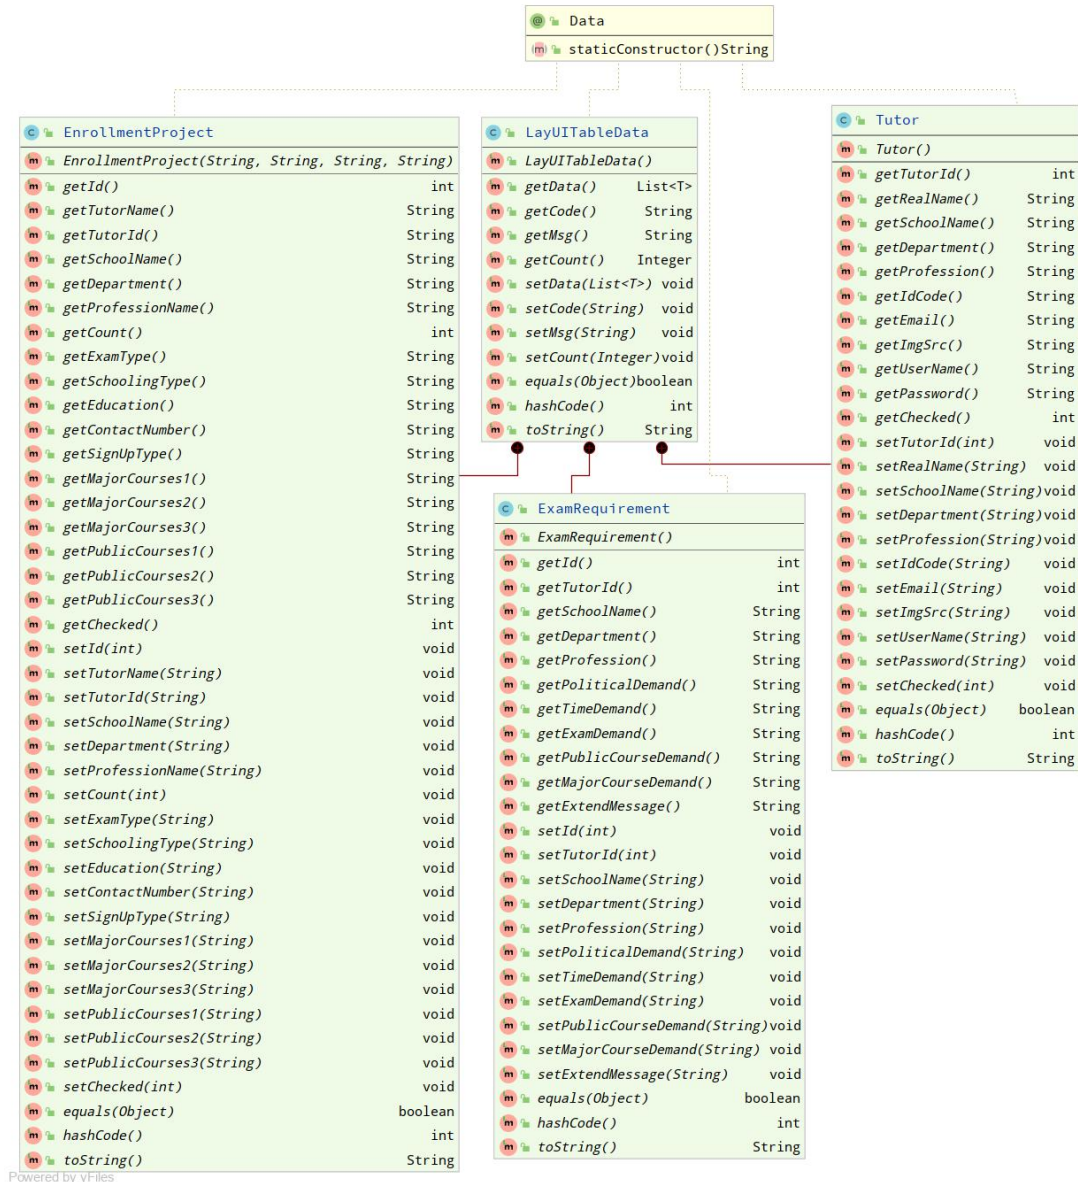 Data
staticConstructor()String
EnrollmentProject
EnrollmentProject(String, String, String, String)
getId() int
getTutorName() String
getTutorId() String
getSchoolName() String
getDepartment() String
getProfessionName() String
getCount() int
getExamType() String
getSchoolingType() String
getEducation() String
getContactNumber() String
getSignUpType() String
getMajorCourses1() String
getMajorCourses2() String
getMajorCourses3() String
getPublicCourses1() String
getPublicCourses2() String
getPublicCourses3() String
getChecked() int
setId(int) void
setTutorName(String) void
setTutorId(String) void
setSchoolName(String) void
setDepartment(String) void
setProfessionName(String) void
setCount(int) void
setExamType(String) void
setSchoolingType(String) void
setEducation(String) void
setContactNumber(String) void
setSignUpType(String) void
setMajorCourses1(String) void
setMajorCourses2(String) void
setMajorCourses3(String) void
setPublicCourses1(String) void
setPublicCourses2(String) void
setPublicCourses3(String) void
setChecked(int) void
equals(Object) boolean
hashCode() int
toString() String
LayUITableData
LayUITableData()
getData() List<T>
getCode() String
getMsg() String
getCount() Integer
setData(List<T>) void
setCode(String) void
setMsg(String) void
setCount(Integer)void
equals(Object)boolean
hashCode() int
toString() String
ExamRequirement
ExamRequirement()
getId() int
getTutorId() int
getSchoolName() String
getDepartment() String
getProfession() String
getPoliticalDemand() String
getTimeDemand() String
getExamDemand() String
getPublicCourseDemand() String
getMajorCourseDemand() String
getExtendMessage() String
setId(int) void
setTutorId(int) void
setSchoolName(String) void
setDepartment(String) void
setProfession(String) void
setPoliticalDemand(String) void
setTimeDemand(String) void
setExamDemand(String) void
setPublicCourseDemand(String)void
setMajorCourseDemand(String) void
setExtendMessage(String) void
equals(Object) boolean
hashCode() int
toString() String
Tutor
Tutor()
getTutorId() int
getRealName() String
getSchoolName() String
getDepartment() String
getProfession() String
getIdCode() String
getEmail() String
getImgSrc() String
getUserName() String
getPassword() String
getChecked() int
setTutorId(int) void
setRealName(String) void
setSchoolName(String)void
setDepartment(String)void
setProfession(String)void
setIdCode(String) void
setEmail(String) void
setImgSrc(String) void
setUserName(String) void
setPassword(String) void
setChecked(int) void
equals(Object) boolean
hashCode() int
toString() String
Powered by yFiles